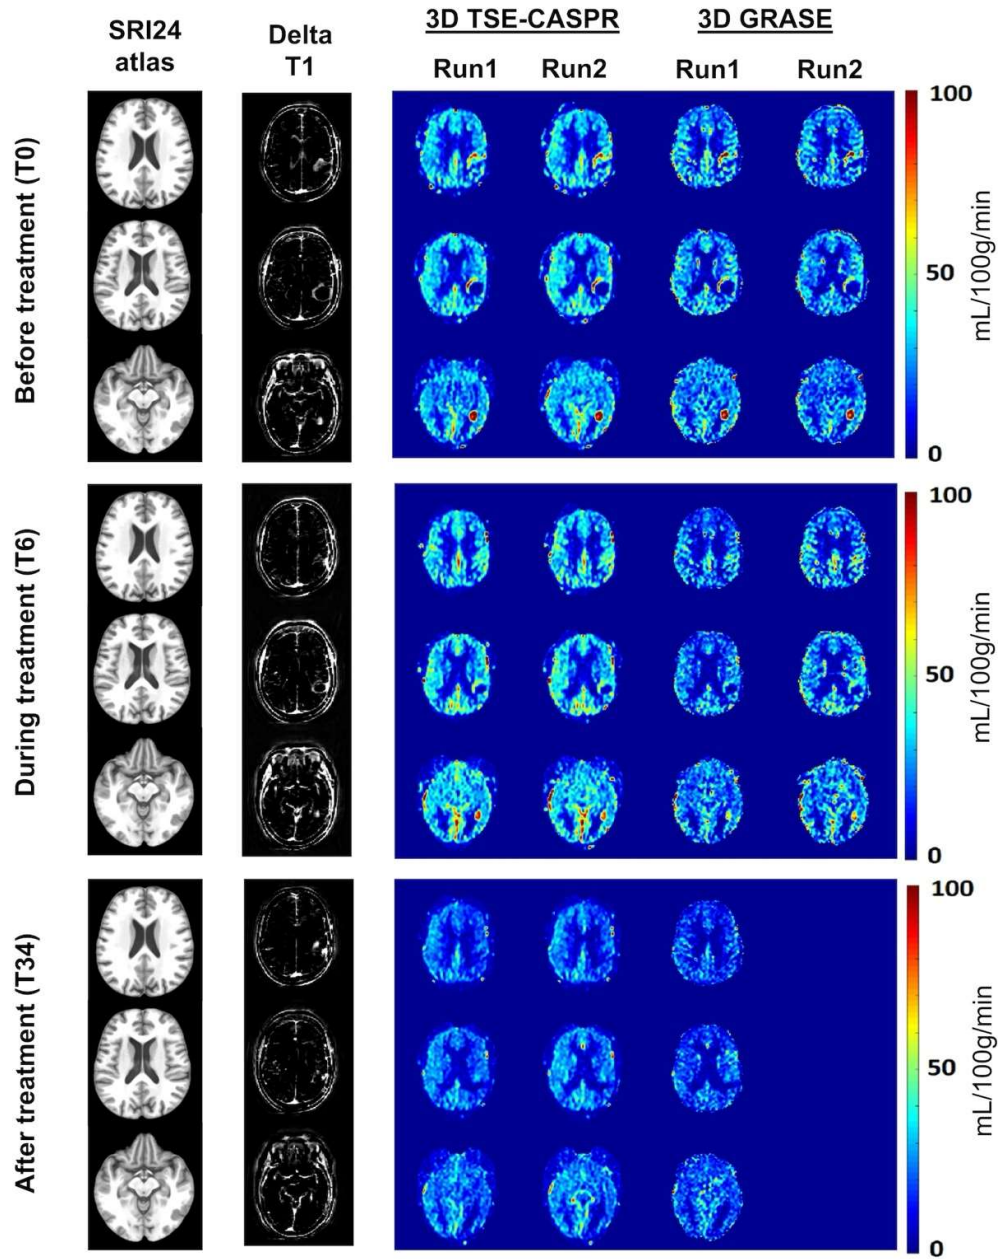 SRI24
atlas
Delta
T1
3D TSE-CASPR
3D GRASE
Run1
Run2
Run1
Run2
Before treatment (T0)
100
50
0
mL/100g/min
During treatment (T6)
100
50
0
mL/100g/min
After treatment (T34)
100
50
0
mL/100g/min